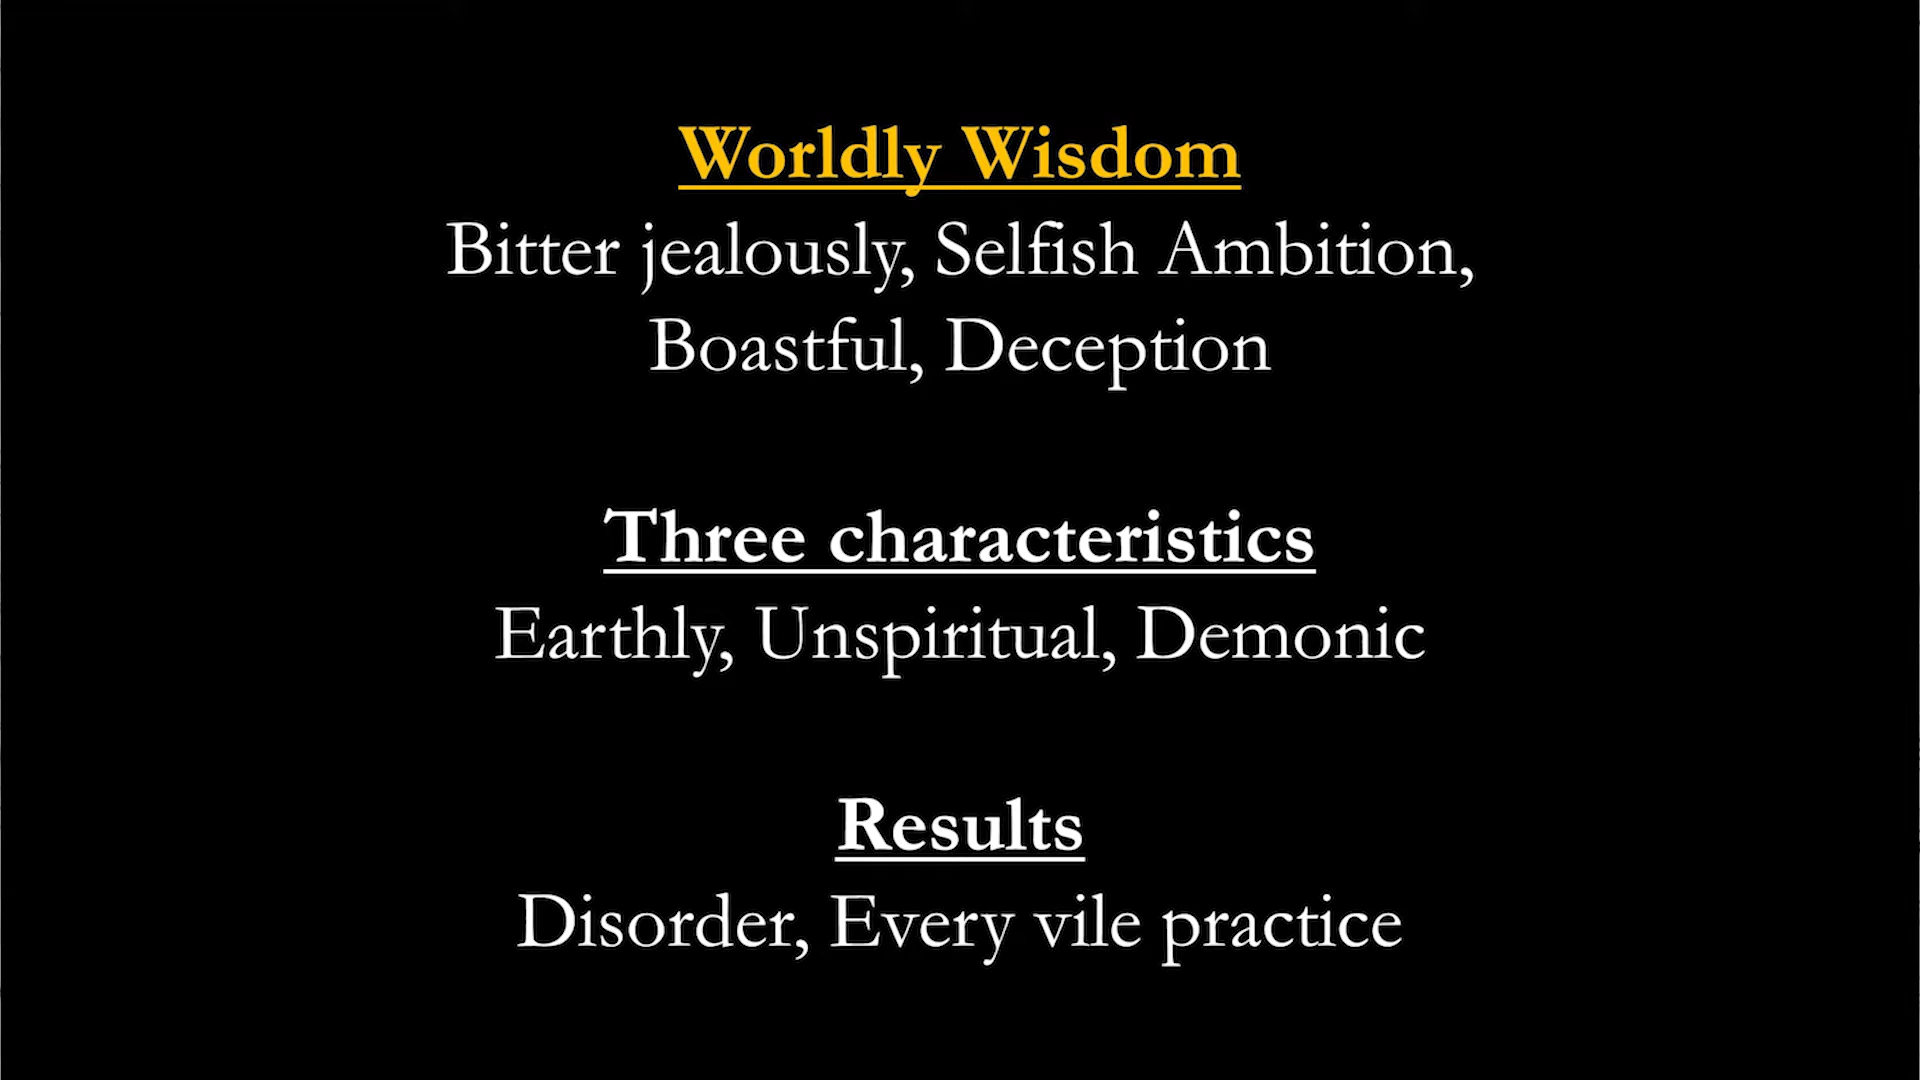 Worldly Wisdom
Bitter jealously, Selfish Ambition,
Boastful, Deception
Three characteristics
Earthly, Unspiritual, Demonic
Results
Disorder, Every vile practice